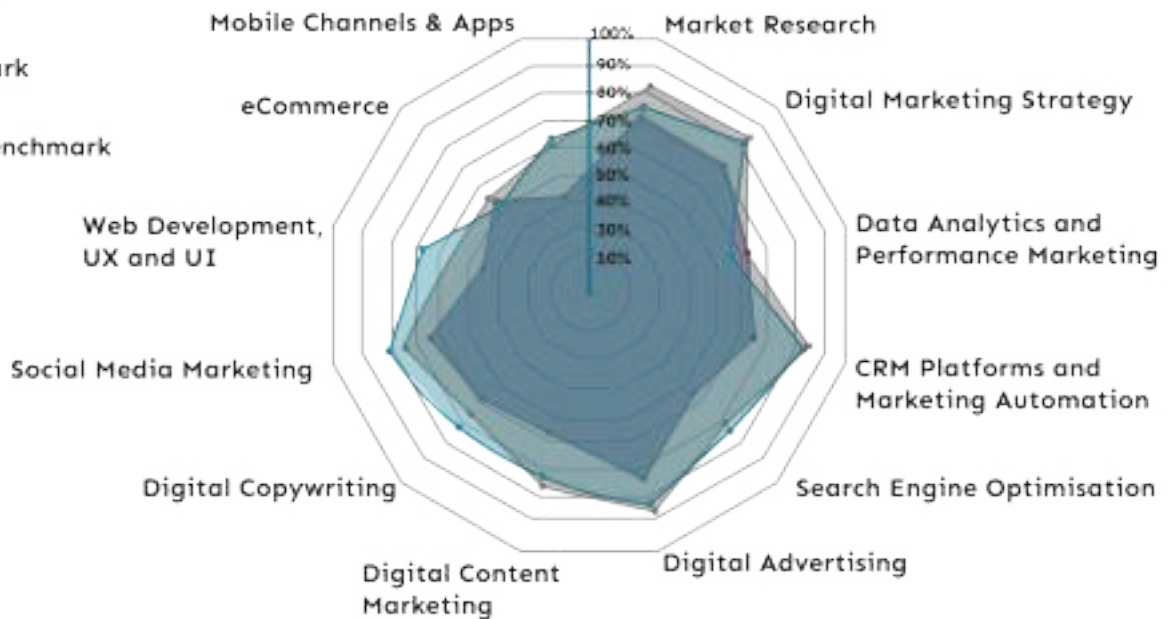 Mobile Channels & Apps
Market Research
ark
eCommerce
Digital Marketing Strategy
enchmark
Web Development,
UX and UI
Data Analytics and
Performance Marketing
Social Media Marketing
CRM Platforms and
Marketing Automation
Digital Copywriting
Search Engine Optimisation
Digital Content
Marketing
Digital Advertising
100%
90%
80%
70%
60%
50%
40%
30%
10%